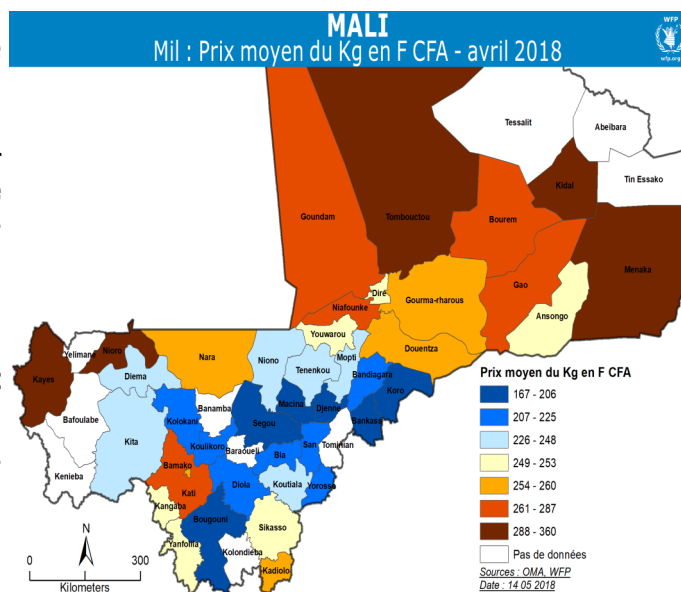 MALI
Mil : Prix moyen du Kg en F CFA - avril 2018
WFP
wfp.org
Tessalit
Abeibara
Tin Essako
Kidal
Goundam
Tombouctou
Bourem
Menaka
Gao
Diré
Gourma-rharous
Niafounke
Ansongo
Youwarou
Douentza
Mopti
Nara
Niono
Tenenkou
Yelimane
Nioro
Diema
Kayes
Bandiagara
Koro
Macina
Djenne
Bankass
Bafoulabe
Banamba
Segou
Kolokani
Kita
Koulikoro
Baraoueli
San
Tominian
Bla
Kenieba
Bamako
Kati
Diola
Koutiala
Yorosso
Kangaba
Bougouni
Sikasso
Yanfolila
Kolondieba
Kadiolo
N
0
300
Kilometers
Prix moyen du Kg en F CFA
167 - 206
207 - 225
226 - 248
249 - 253
254 - 260
261 - 287
288 - 360
Pas de données
Sources : OMA, WFP
Date : 14 05 2018